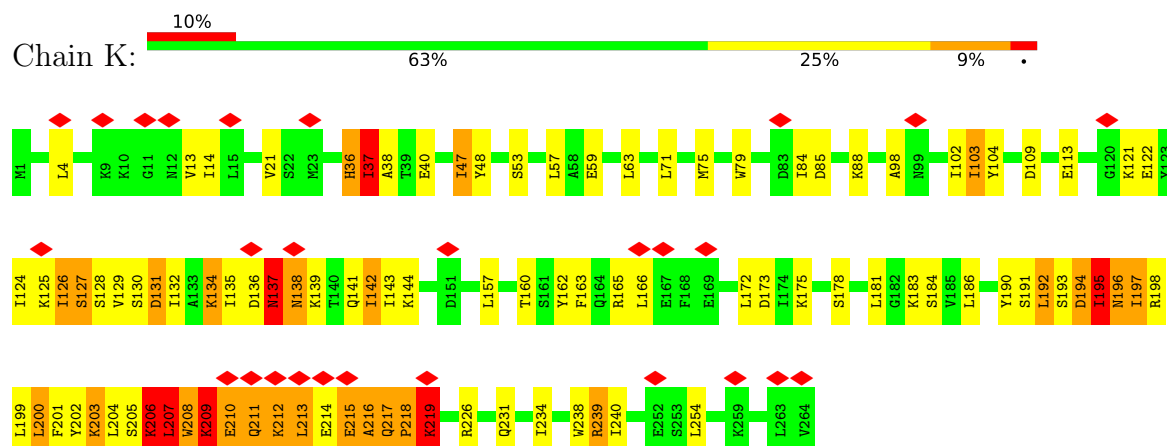 10%
Chain K:
63% 25% 9% •
M1 L4 K9 K10 G11 N12 V13 I14 L15 V21 S22 M23 H36 I37 A38 T39 E40 I47 Y48 S53 L57 A58 E59 L63 L71 M75 W79 D83 I84 D85 K88 A98 N99 I102 I103 Y104 D109 E113 G120 K121 E122 Y123
I124 K125 I126 S127 S128 V129 S130 D131 I132 A133 K134 I135 D136 N137 N138 K139 T140 Q141 I142 I143 K144 D151 L157 T160 S161 Y162 F163 Q164 R165 L166 E167 F168 E169 L172 D173 I174 K175 S178 L181 G182 K183 S184 V185 L186 Y190 S191 L192 S193 D194 I195 N196 I197 R198
L199 L200 F201 Y202 K203 L204 S205 K206 L207 W208 K209 E210 Q211 K212 L213 E214 E215 A216 Q217 P218 K219 R226 Q231 I234 W238 R239 I240 E252 S253 L254 K259 L263 V264